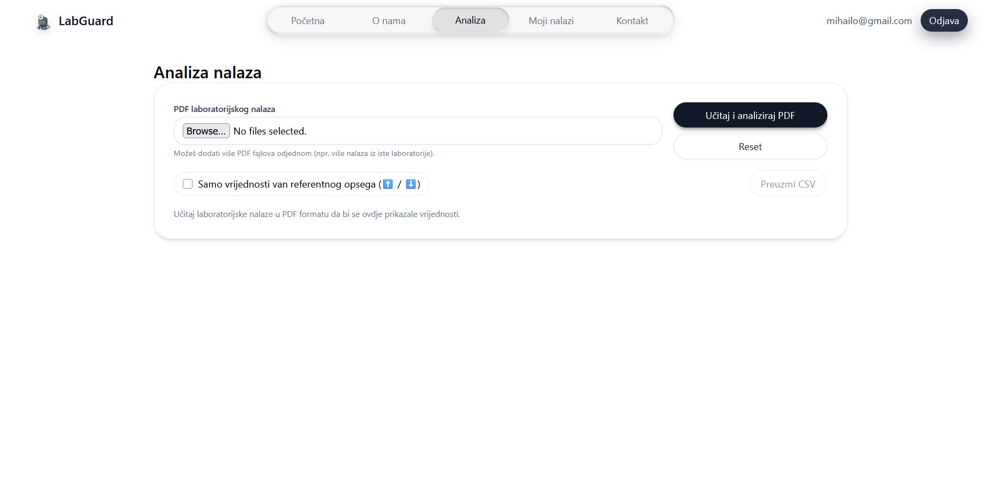 LabGuard
Početna O nama Analiza Moji nalazi Kontakt
mihailo@gmail.com Odjava
Analiza nalaza
PDF laboratorijskog nalaza
Browse... No files selected.
Možeš dodati više PDF fajlova odjednom (npr. više nalaza iz iste laboratorije).
Učitaj i analiziraj PDF
Reset
Samo vrijednosti van referentnog opsega (⬆️ / ⬇️)
Preuzmi CSV
Učitaj laboratorijske nalaze u PDF formatu da bi se ovdje prikazale vrijednosti.